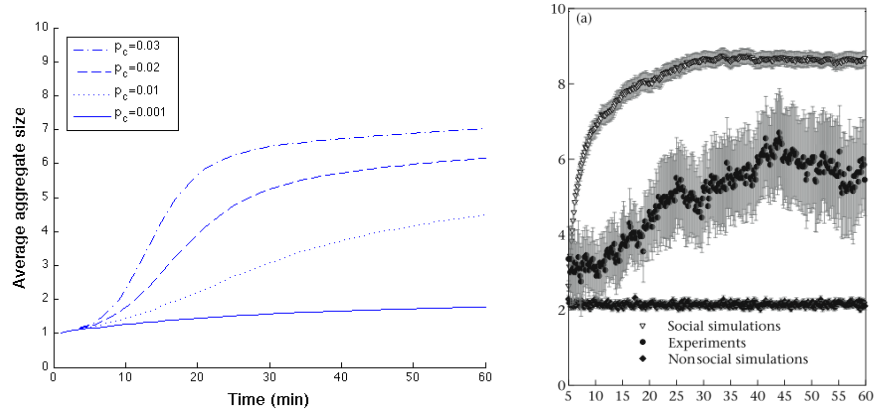 10
9
8
7
6
5
4
3
2
1
0
Average aggregate size
p_c=0.03
p_c=0.02
p_c=0.01
p_c=0.001
0 10 20 30 40 50 60
Time (min)
(a)
10
8
6
4
2
0
Social simulations
Experiments
Nonsocial simulations
5 10 15 20 25 30 35 40 45 50 55 60